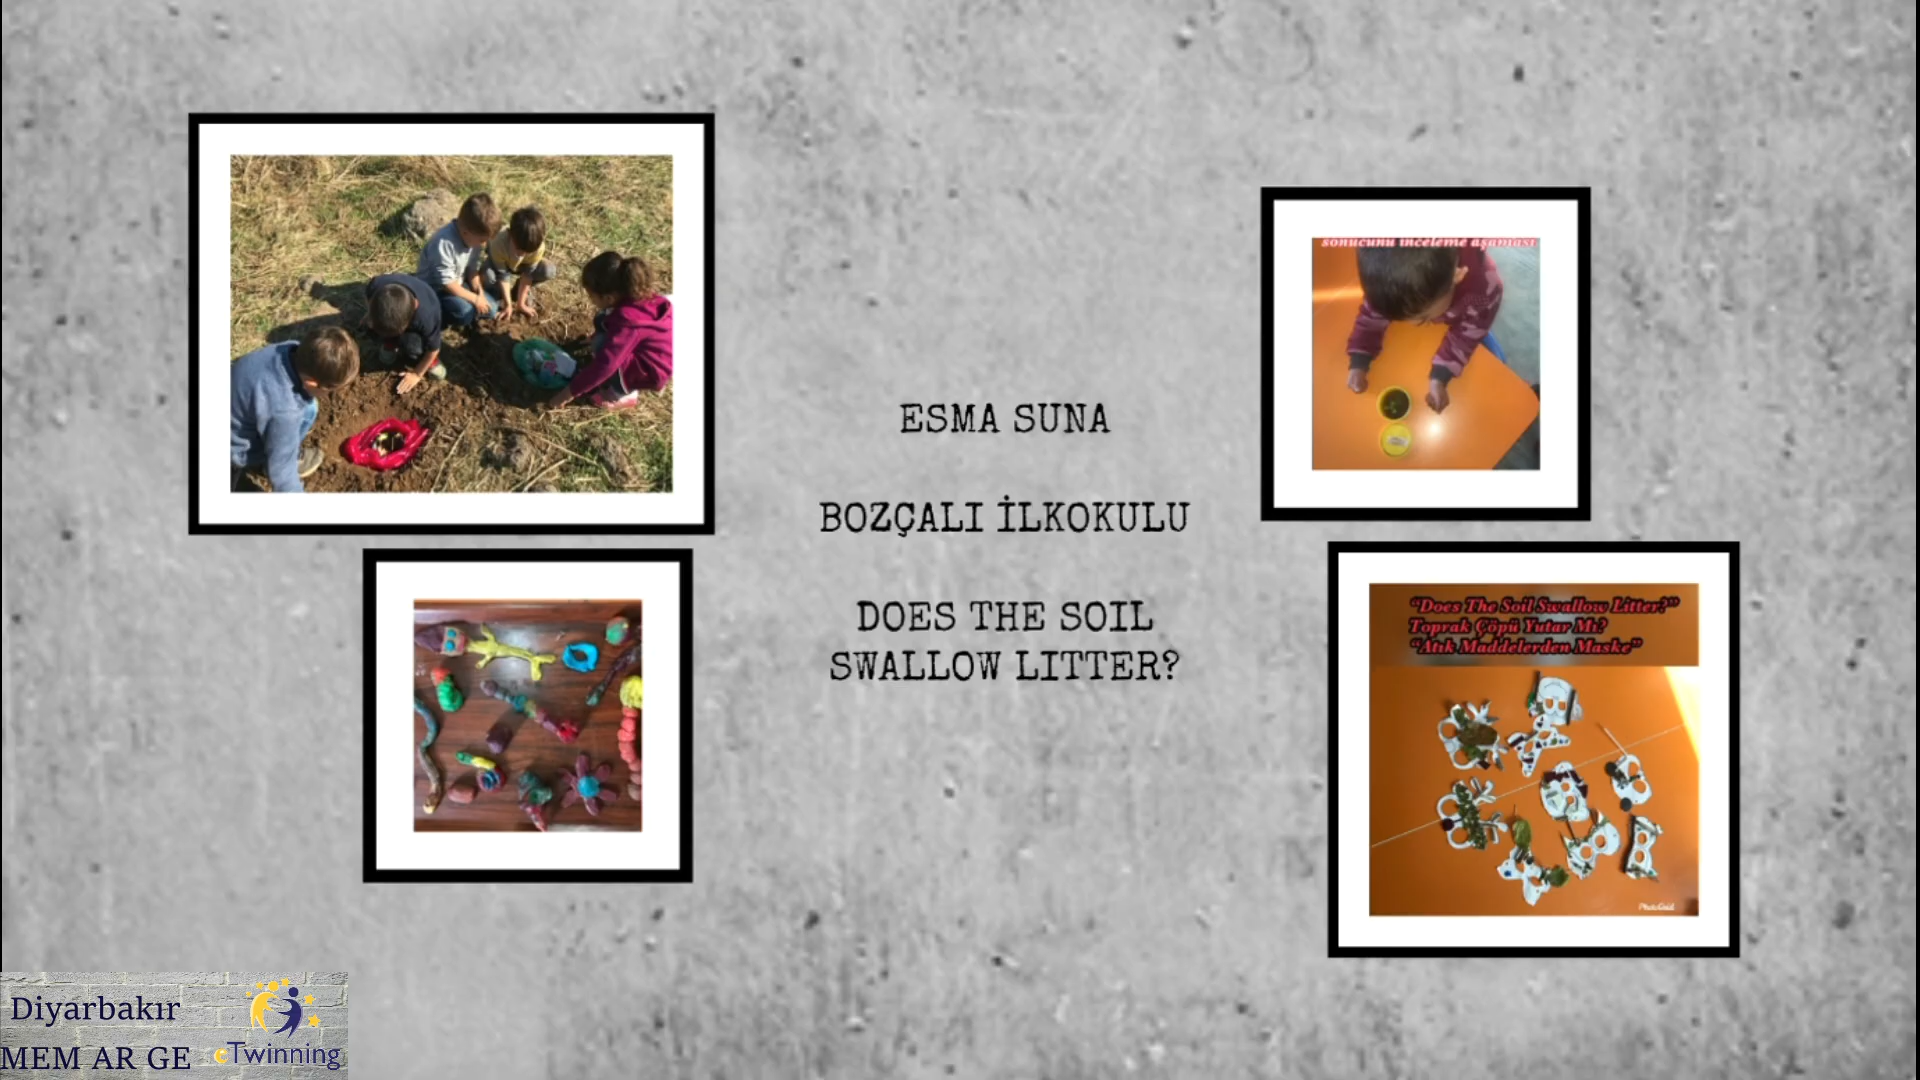 sonucunu inceleme aşaması
ESMA SUNA
BOZÇALI İLKOKULU
DOES THE SOIL
SWALLOW LITTER?
"Does The Soil Swallow Litter?"
Toprak Çöpü Yutar Mı?
"Atık Maddelerden Maske"
PhotoGrid
Diyarbakır
MEM AR GE
eTwinning